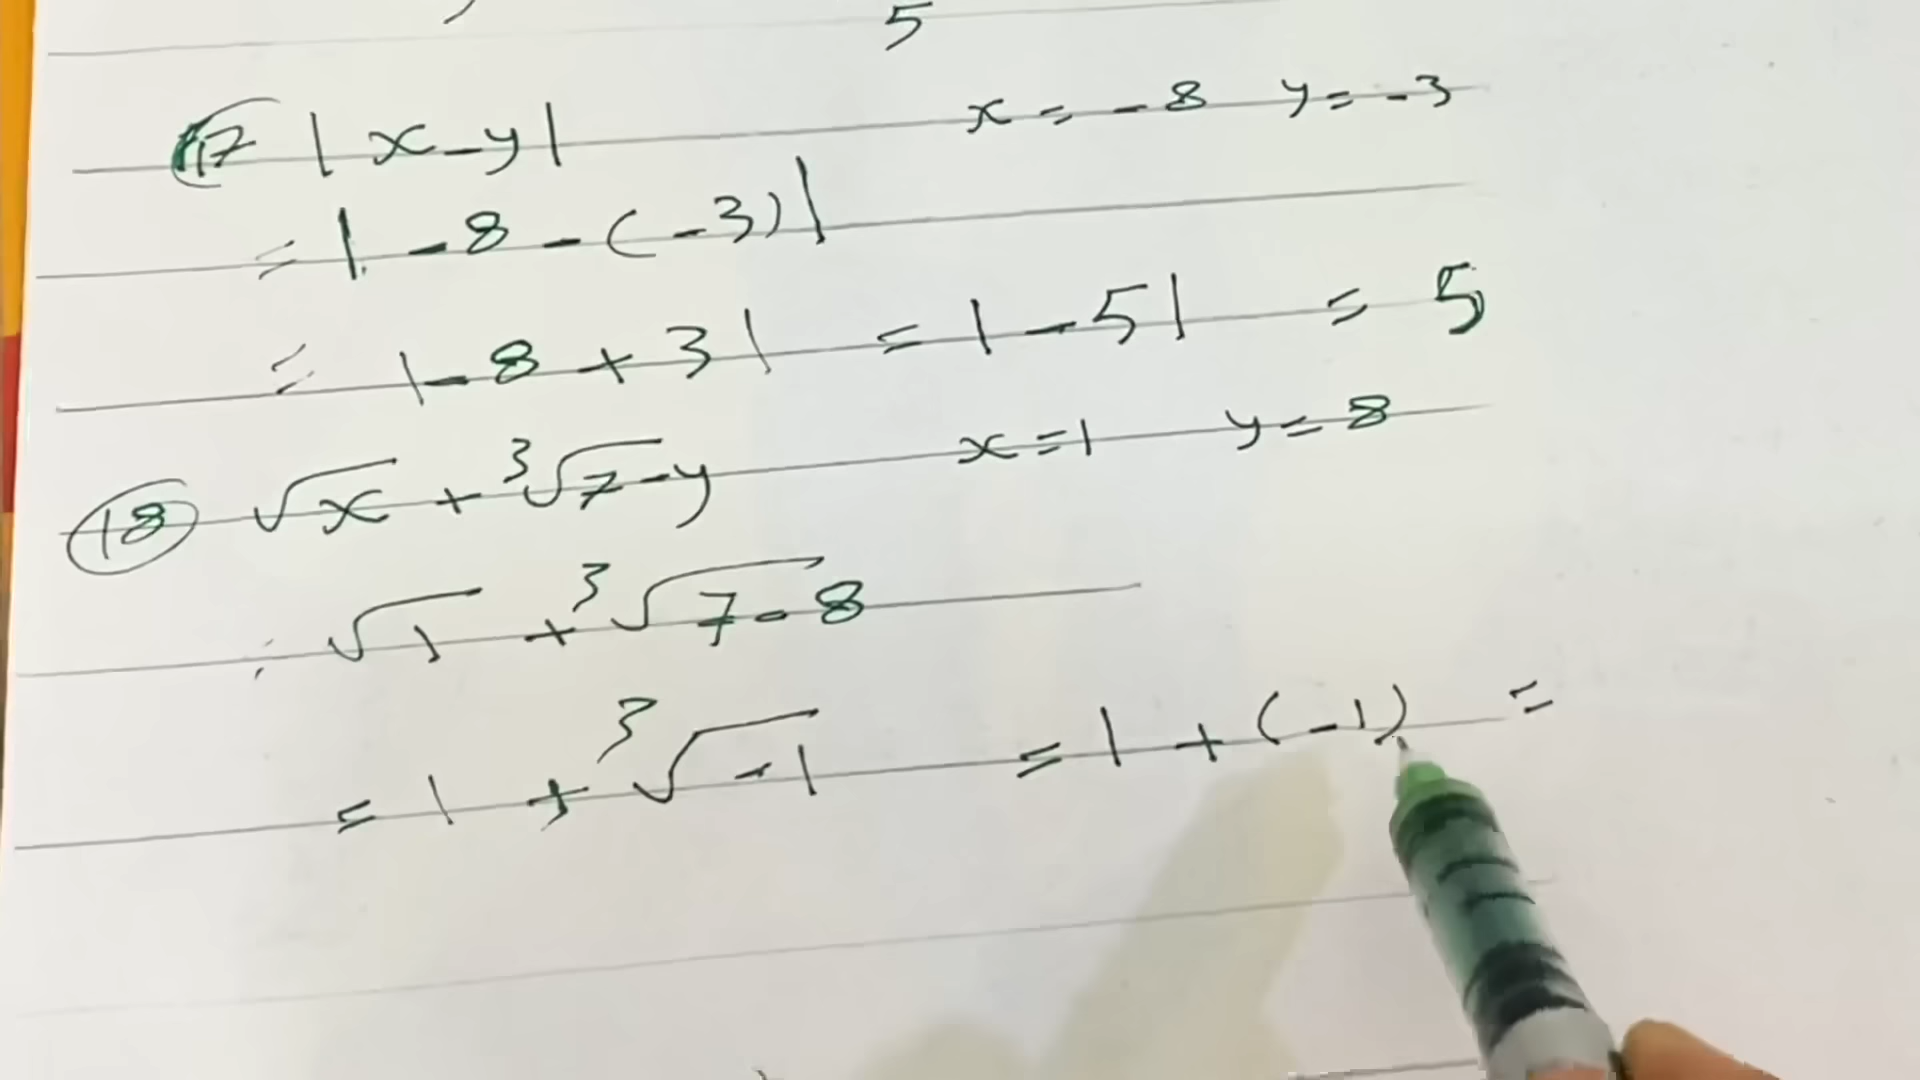 5
17 |x-y| x = -8 y = -3
= |-8-(-3)|
= |-8+3| = |-5| = 5
18 √x + ³√7-y x=1 y=8
√1 + ³√7-8
= 1 + ³√-1 = 1 + (-1) =